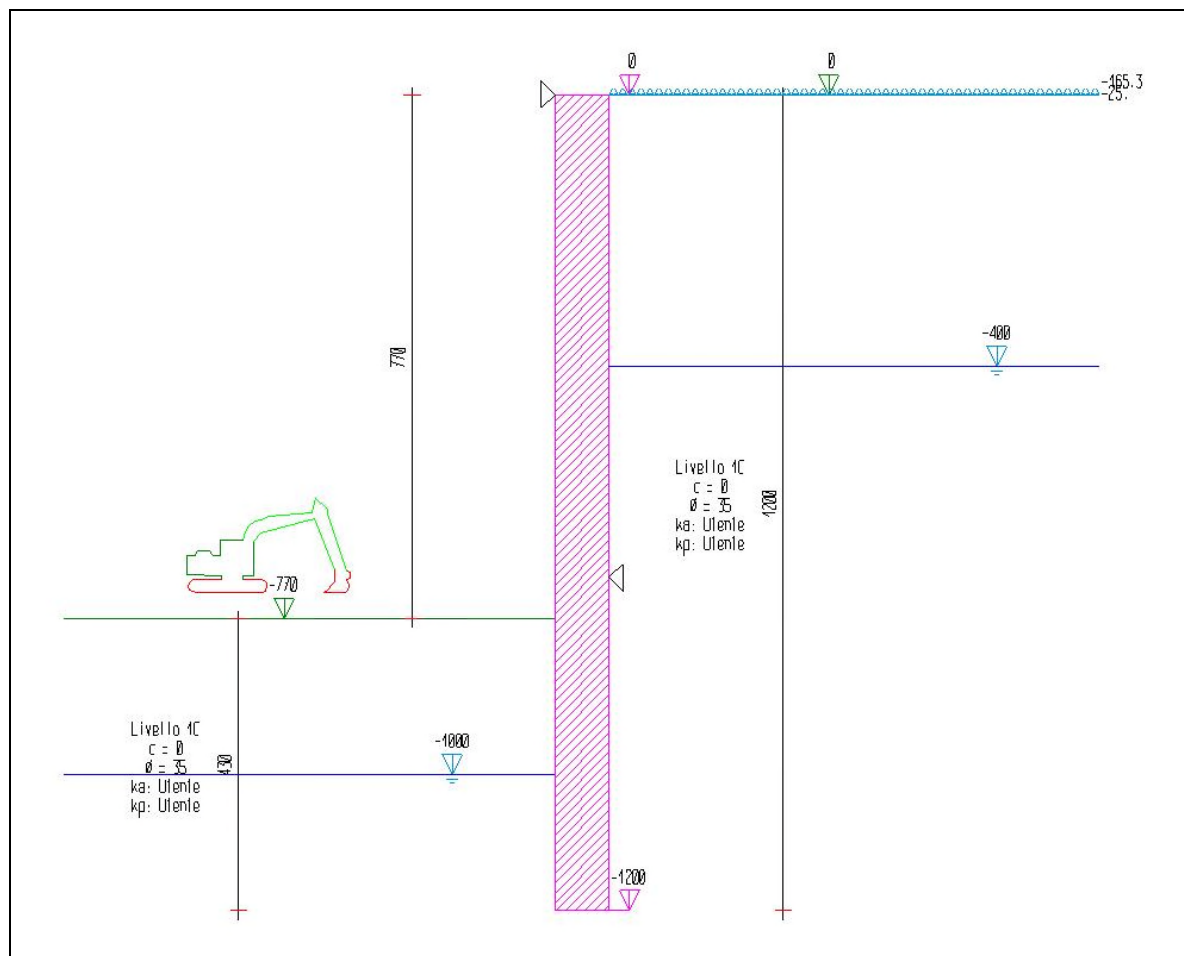 0
0
-165.3
-25.
770
-400
Livello 1C
c = 0
Ø = 35
ka: Utente
kp: Utente
1200
-770
Livello 1C
c = 0
Ø = 35
ka: Utente
kp: Utente
430
-1000
-1200